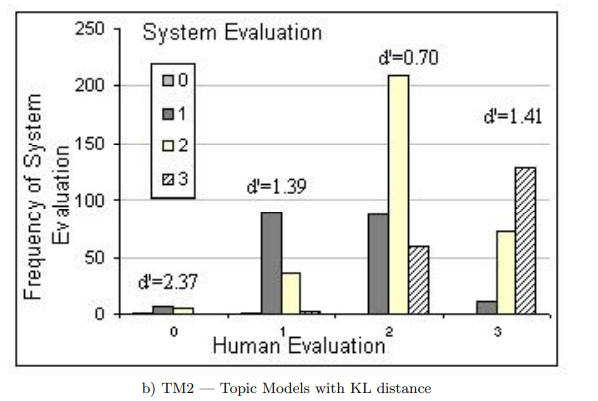 System Evaluation
250
200
150
100
50
0
Frequency of System
Evaluation
0
1
2
3
d'=2.37
d'=1.39
d'=0.70
d'=1.41
0
1
2
3
Human Evaluation
b) TM2 — Topic Models with KL distance